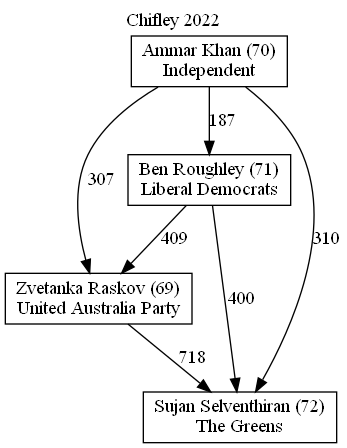 Chifley 2022
Ammar Khan (70)
Independent
187
Ben Roughley (71)
Liberal Democrats
307
310
409
Zvetanka Raskov (69)
United Australia Party
400
718
Sujan Selventhiran (72)
The Greens